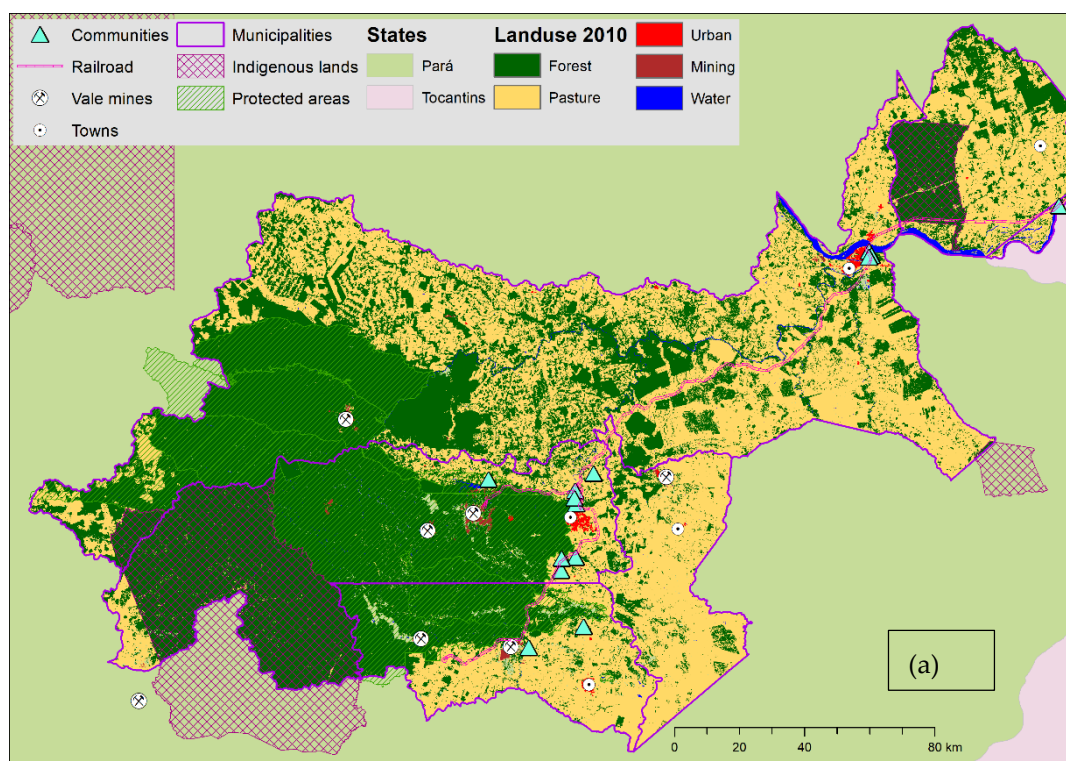 Communities Municipalities States Landuse 2010 Urban
Railroad Indigenous lands Pará Forest Mining
Vale mines Protected areas Tocantins Pasture Water
Towns
(a)
0 20 40 80 km